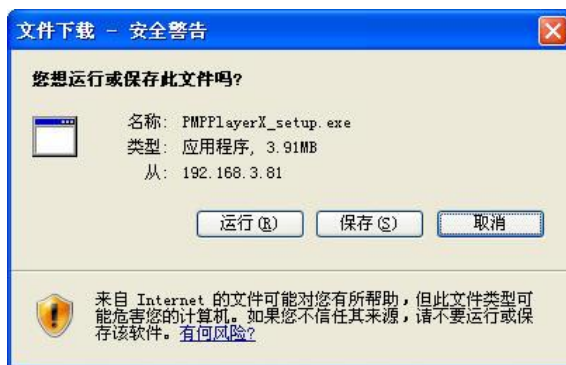 文件下载 - 安全警告
您想运行或保存此文件吗?
名称: PMPPlayerX_setup.exe
类型: 应用程序, 3.91MB
从: 192.168.3.81
运行(R) 保存(S) 取消
来自 Internet 的文件可能对您有所帮助,但此文件类型可
能危害您的计算机。如果您不信任其来源,请不要运行或保
存该软件。有何风险?